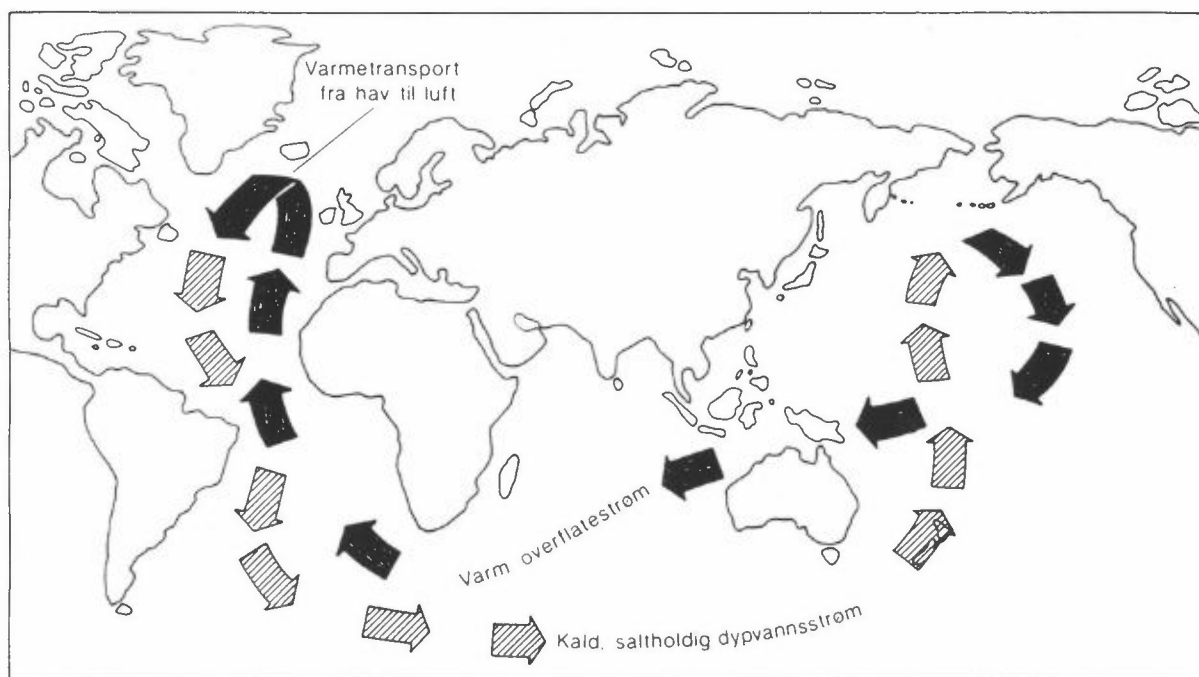 Varmetransport
fra hav til luft
Varm overflatestrøm
Kald, saltholdig dypvannsstrøm